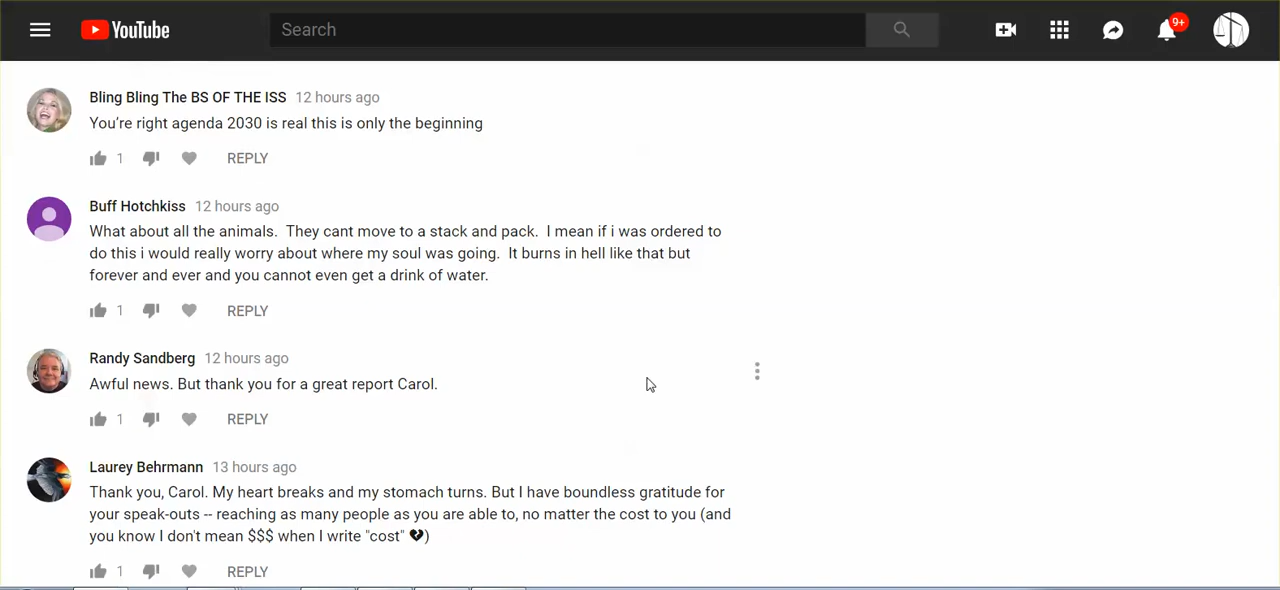 YouTube
Search
9+
Bling Bling The BS OF THE ISS 12 hours ago
You’re right agenda 2030 is real this is only the beginning
1 REPLY
Buff Hotchkiss 12 hours ago
What about all the animals.  They cant move to a stack and pack.  I mean if i was ordered to
do this i would really worry about where my soul was going.  It burns in hell like that but
forever and ever and you cannot even get a drink of water.
1 REPLY
Randy Sandberg 12 hours ago
Awful news. But thank you for a great report Carol.
1 REPLY
Laurey Behrmann 13 hours ago
Thank you, Carol. My heart breaks and my stomach turns. But I have boundless gratitude for
your speak-outs -- reaching as many people as you are able to, no matter the cost to you (and
you know I don't mean $$$ when I write "cost" 💔)
1 REPLY